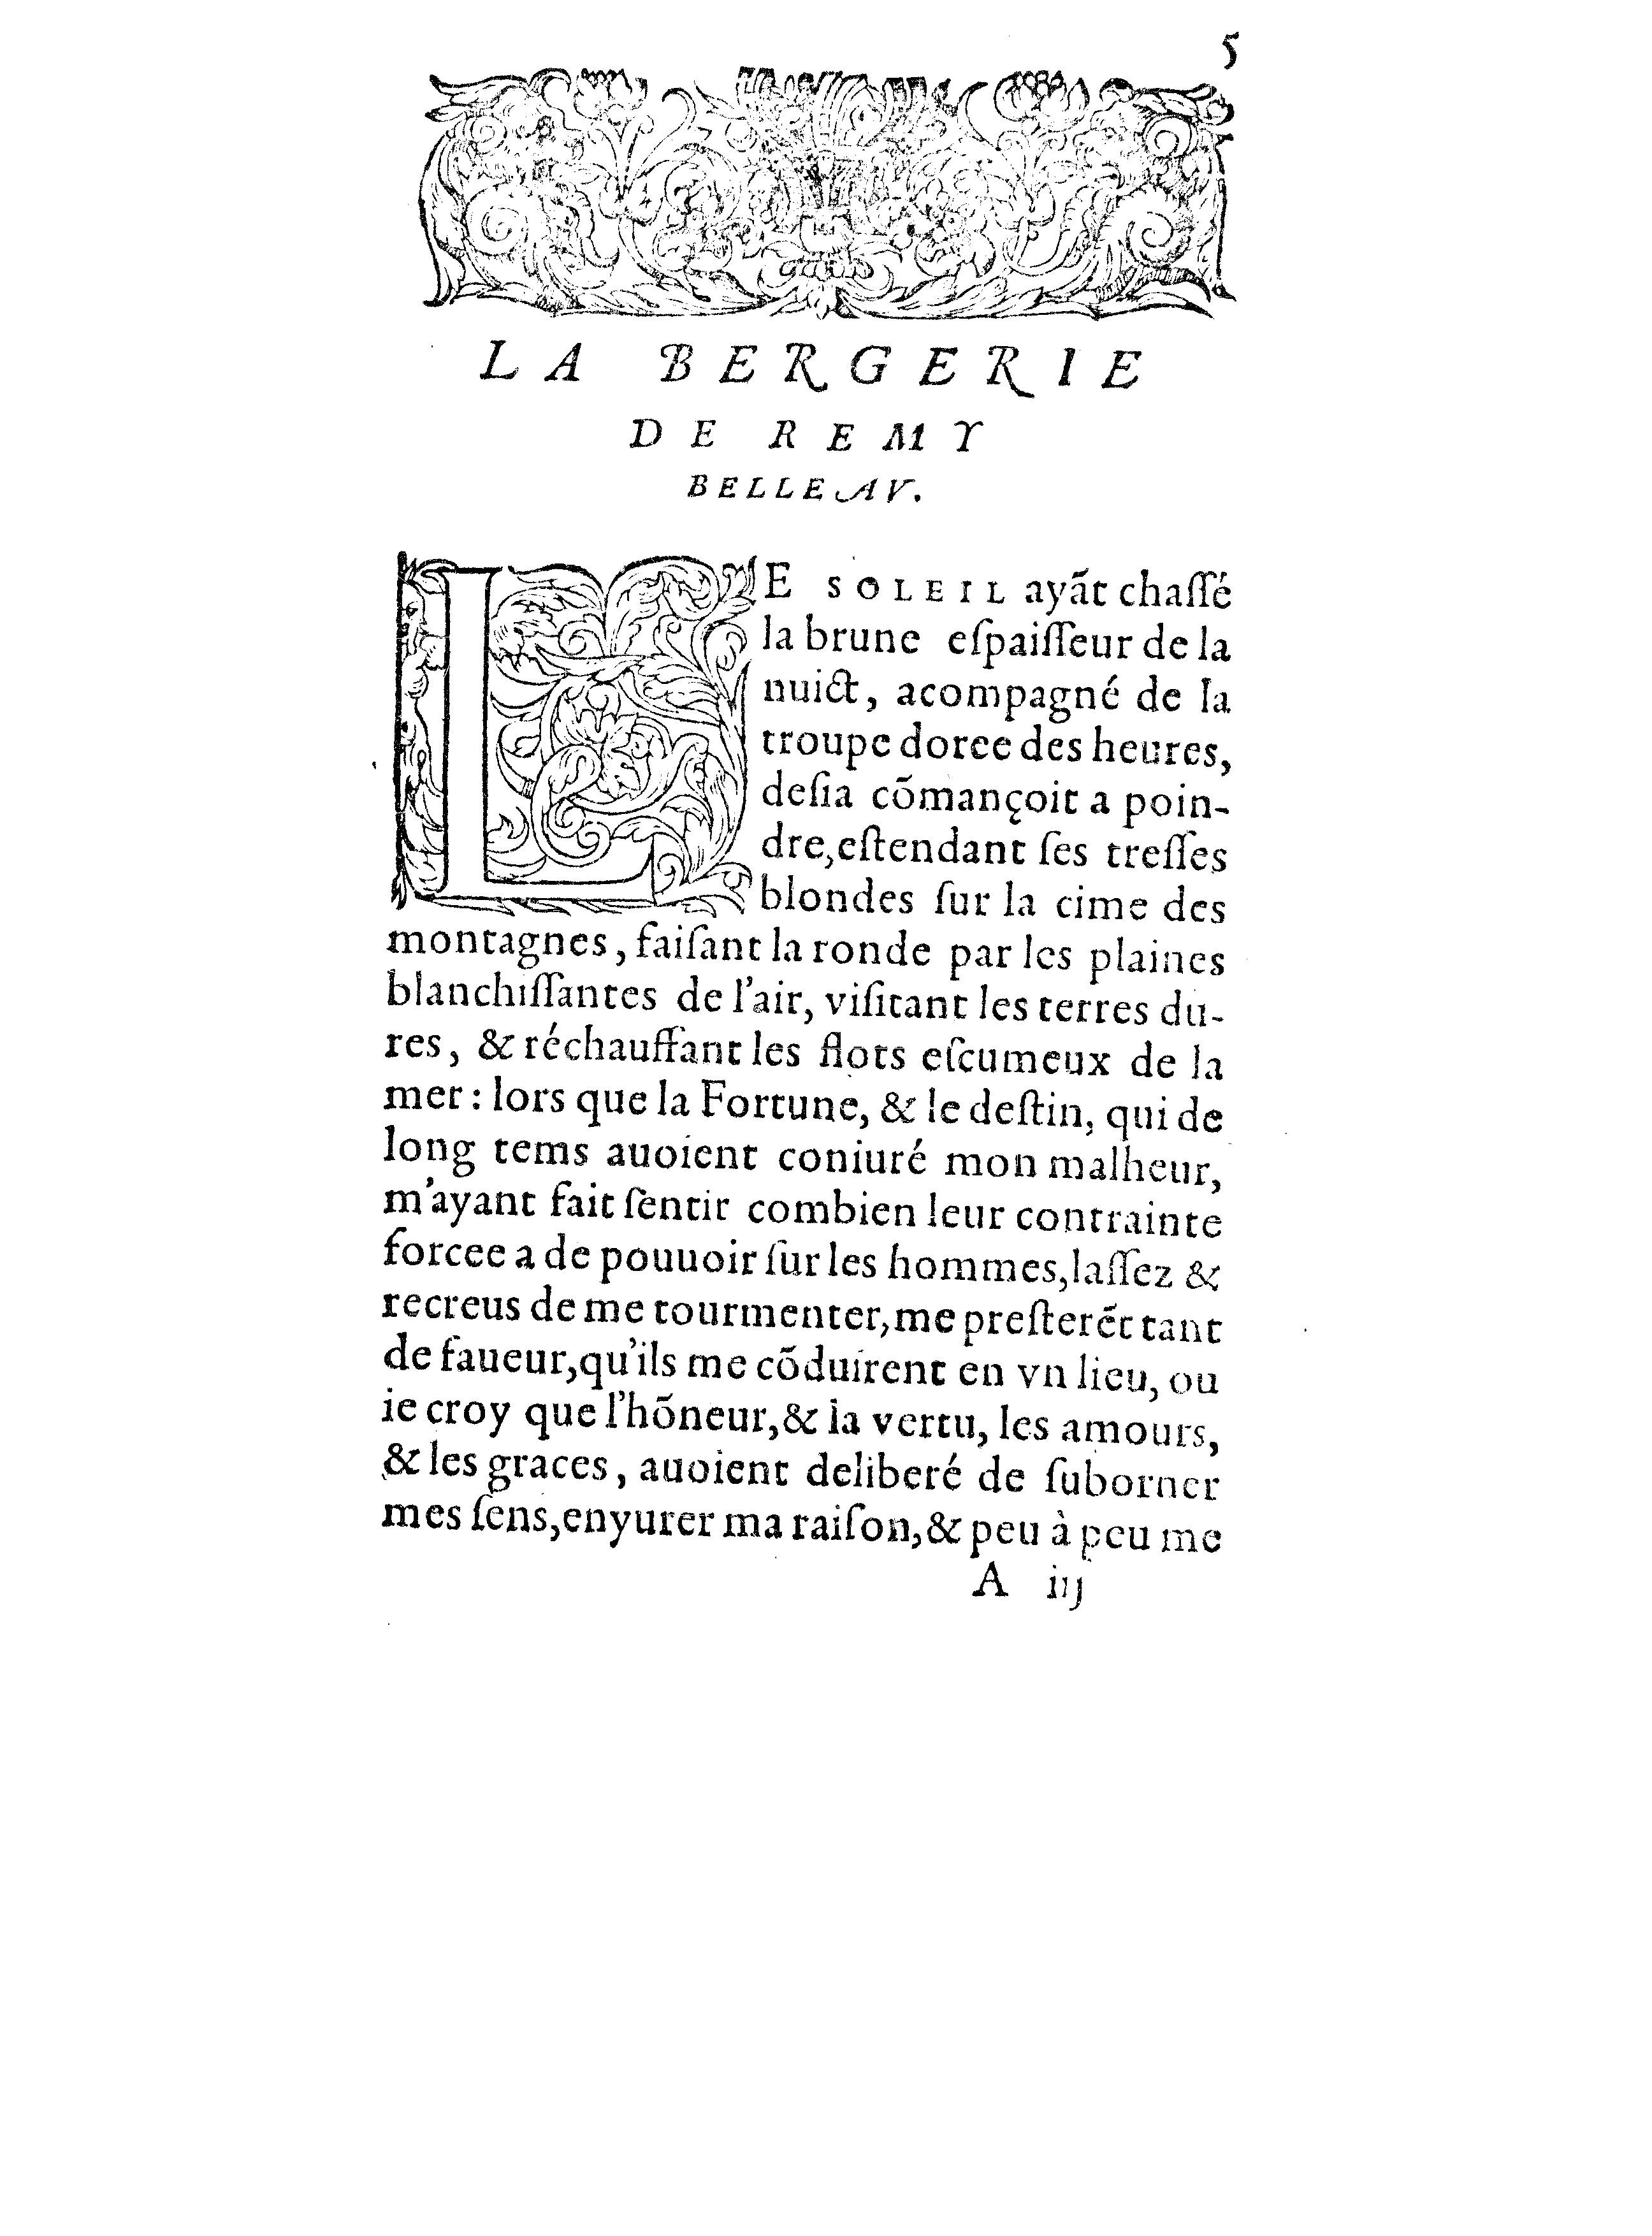 5
LA BERGERIE
DE REMY
BELLEAV.
LE SOLEIL ayãt chaſſé
la brune eſpaiſſeur de la
nuict, acompagné de la
troupe doree des heures,
deſia cõmançoit a poin-
dre, eſtendant ſes treſſes
blondes ſur la cime des
montagnes, faiſant la ronde par les plaines
blanchiſſantes de l'air, viſitant les terres du-
res, & réchauffant les flots eſcumeux de la
mer: lors que la Fortune, & le deſtin, qui de
long tems auoient coniuré mon malheur,
m'ayant fait ſentir combien leur contrainte
forcee a de pouuoir ſur les hommes, laſſez &
recreus de me tourmenter, me preſterẽt tant
de faueur, qu'ils me cõduirent en vn lieu, ou
ie croy que l'hõneur, & la vertu, les amours,
& les graces, auoient deliberé de ſuborner
mes ſens, enyurer ma raiſon, & peu à peu me
A iij